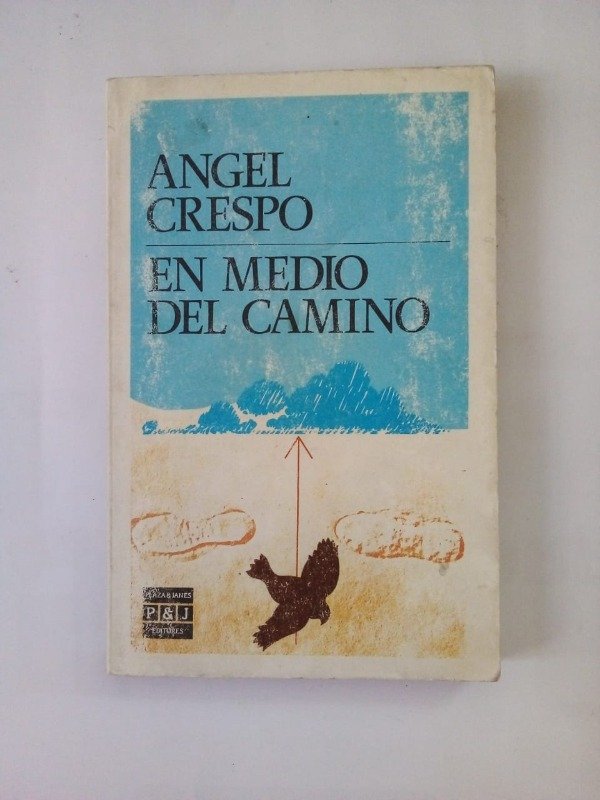 ANGEL
CRESPO
EN MEDIO
DEL CAMINO
PLAZA & JANES
P & J
EDITORES